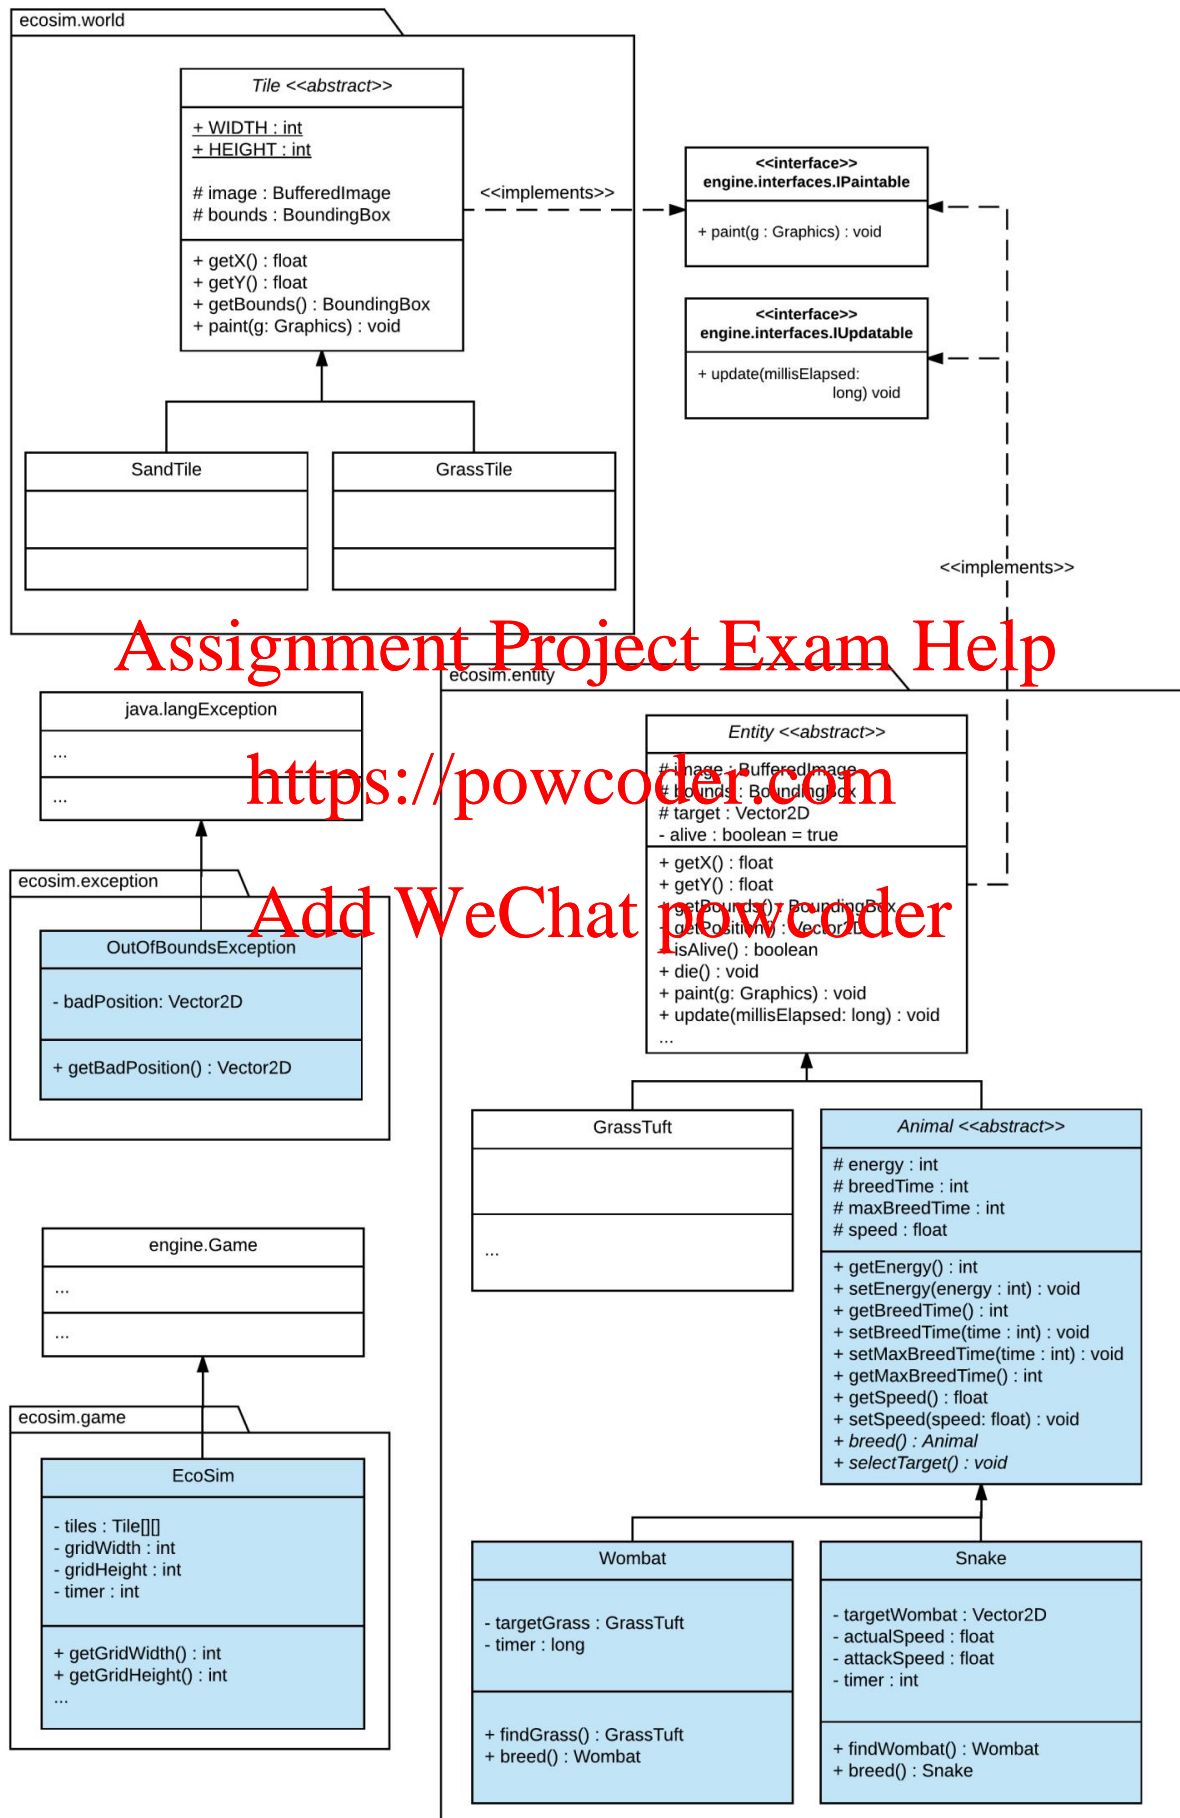 ecosim.world
Tile <<abstract>>
+ WIDTH : int
+ HEIGHT : int
# image : BufferedImage
# bounds : BoundingBox
+ getX() : float
+ getY() : float
+ getBounds() : BoundingBox
+ paint(g: Graphics) : void
<<implements>>
<<interface>>
engine.interfaces.IPaintable
+ paint(g : Graphics) : void
<<interface>>
engine.interfaces.IUpdatable
+ update(millisElapsed:
long) void
SandTile
GrassTile
<<implements>>
Assignment Project Exam Help
ecosim.entity
java.langException
...
...
Entity <<abstract>>
# image : BufferedImage
# bounds : BoundingBox
# target : Vector2D
- alive : boolean = true
https://powcoder.com
+ getX() : float
+ getY() : float
+ getBounds() : BoundingBox
+ getPosition() : Vector2D
+ isAlive() : boolean
+ die() : void
+ paint(g: Graphics) : void
+ update(millisElapsed: long) : void
...
Add WeChat powcoder
ecosim.exception
OutOfBoundsException
- badPosition: Vector2D
+ getBadPosition() : Vector2D
GrassTuft
...
Animal <<abstract>>
# energy : int
# breedTime : int
# maxBreedTime : int
# speed : float
+ getEnergy() : int
+ setEnergy(energy : int) : void
+ getBreedTime() : int
+ setBreedTime(time : int) : void
+ setMaxBreedTime(time : int) : void
+ getMaxBreedTime() : int
+ getSpeed() : float
+ setSpeed(speed: float) : void
+ breed() : Animal
+ selectTarget() : void
engine.Game
...
...
ecosim.game
EcoSim
- tiles : Tile[][]
- gridWidth : int
- gridHeight : int
- timer : int
+ getGridWidth() : int
+ getGridHeight() : int
...
Wombat
- targetGrass : GrassTuft
- timer : long
+ findGrass() : GrassTuft
+ breed() : Wombat
Snake
- targetWombat : Vector2D
- actualSpeed : float
- attackSpeed : float
- timer : int
+ findWombat() : Wombat
+ breed() : Snake